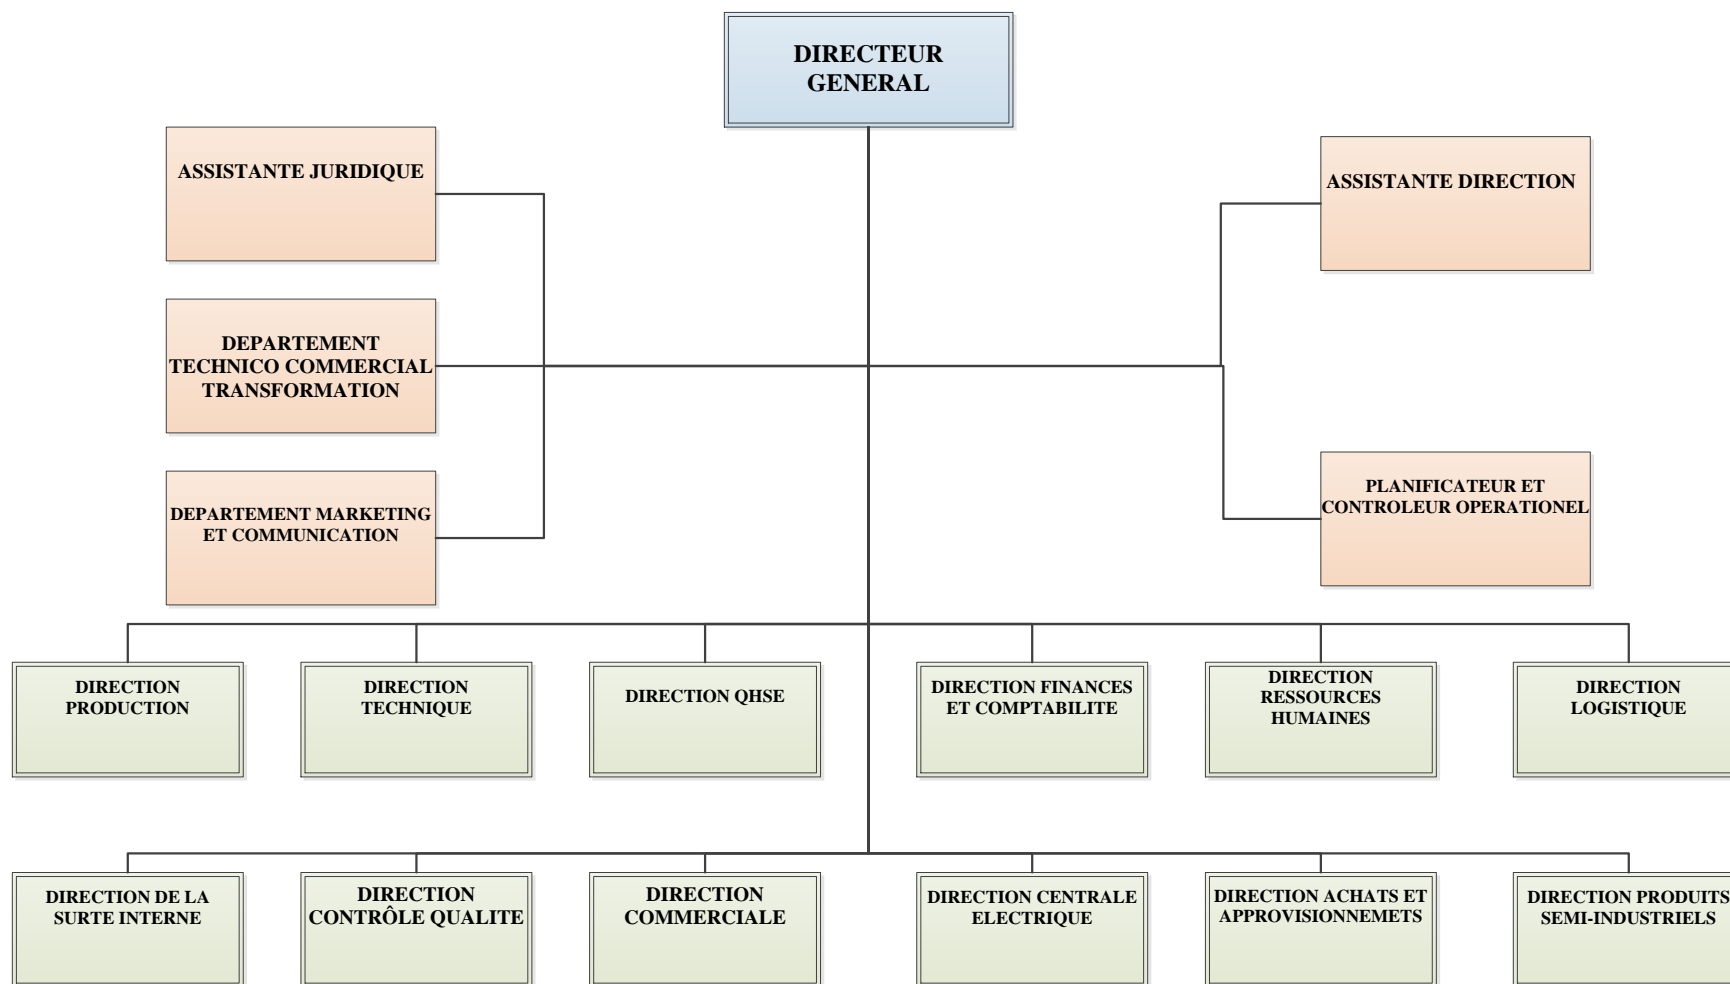 DIRECTEUR
GENERAL
ASSISTANTE JURIDIQUE
ASSISTANTE DIRECTION
DEPARTEMENT
TECHNICO COMMERCIAL
TRANSFORMATION
DEPARTEMENT MARKETING
ET COMMUNICATION
PLANIFICATEUR ET
CONTROLEUR OPERATIONEL
DIRECTION
PRODUCTION
DIRECTION
TECHNIQUE
DIRECTION QHSE
DIRECTION FINANCES
ET COMPTABILITE
DIRECTION
RESSOURCES
HUMAINES
DIRECTION
LOGISTIQUE
DIRECTION DE LA
SURTE INTERNE
DIRECTION
CONTRÔLE QUALITE
DIRECTION
COMMERCIALE
DIRECTION CENTRALE
ELECTRIQUE
DIRECTION ACHATS ET
APPROVISIONNEMETS
DIRECTION PRODUITS
SEMI-INDUSTRIELS